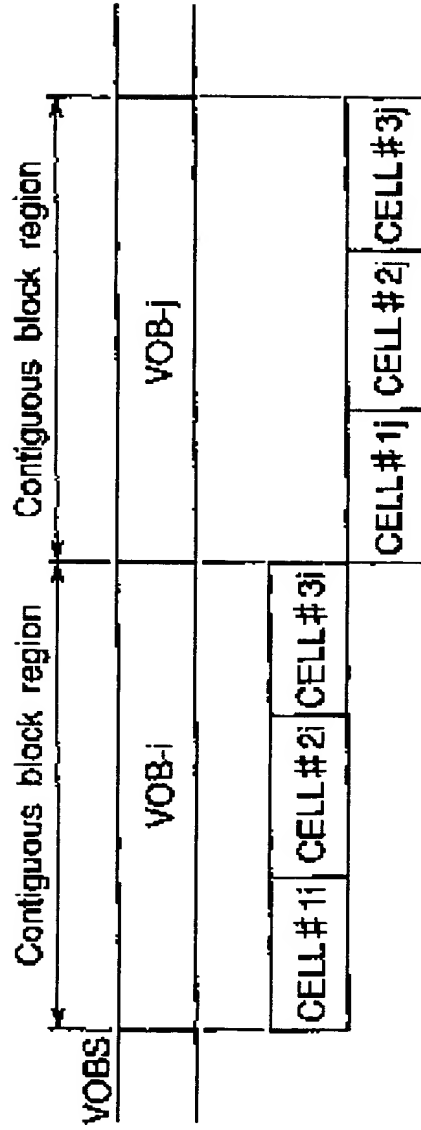 Contiguous block region Contiguous block region
VOBS
VOB-i VOB-j
CELL#1i CELL#2i CELL#3i
CELL#1j CELL#2j CELL#3j